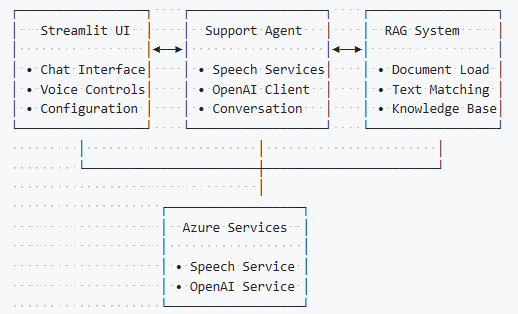 Streamlit UI Support Agent RAG System
• Chat Interface • Speech Services • Document Load
• Voice Controls • OpenAI Client • Text Matching
• Configuration • Conversation • Knowledge Base
Azure Services
• Speech Service
• OpenAI Service